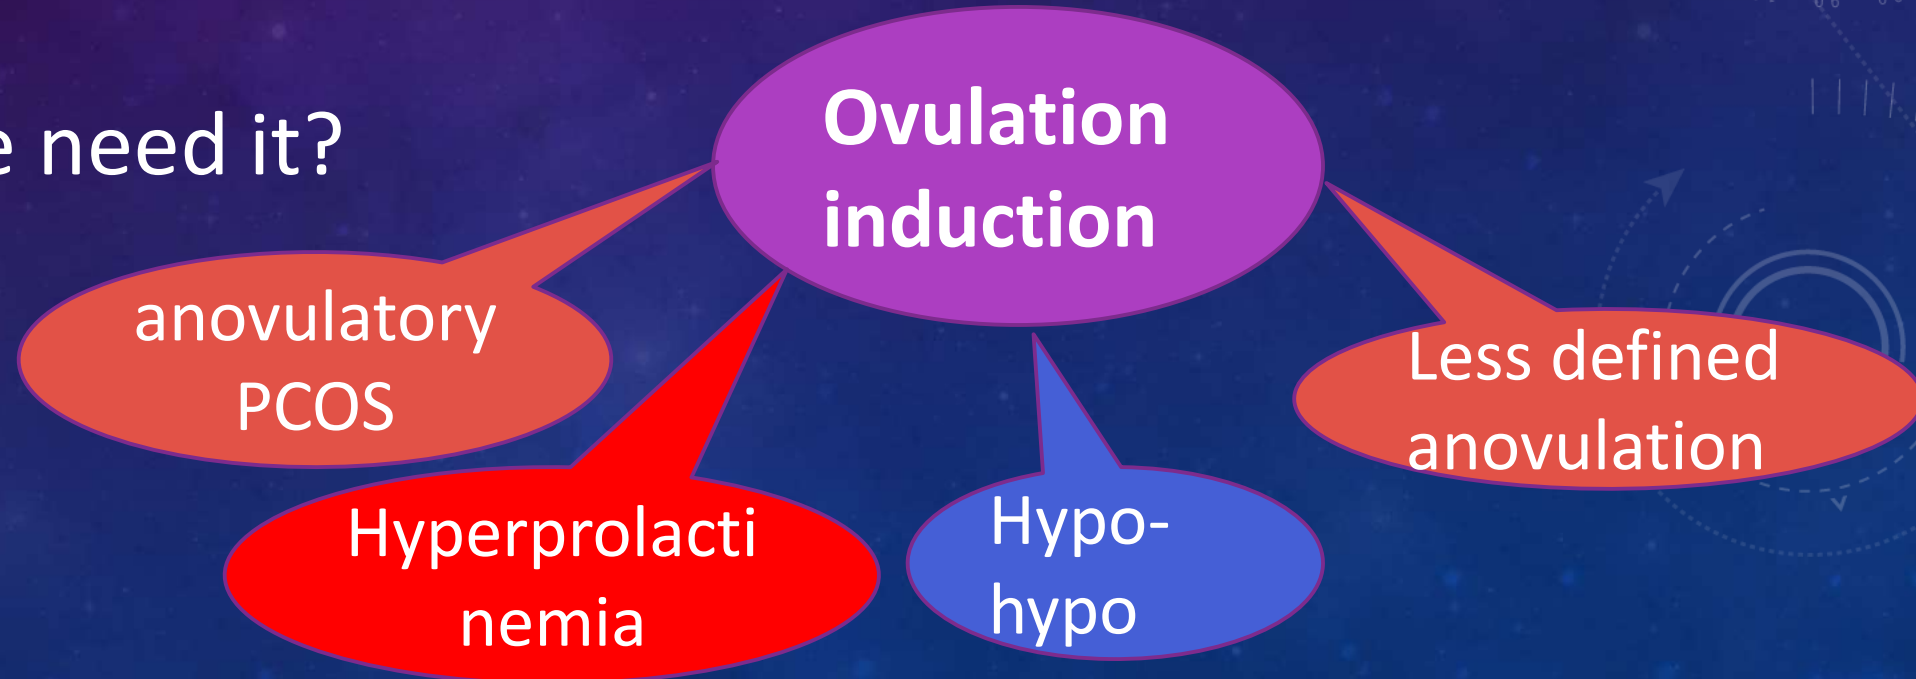 e need it?
Ovulation
induction
anovulatory
PCOS
Less defined
anovulation
Hyperprolacti
nemia
Hypo-
hypo